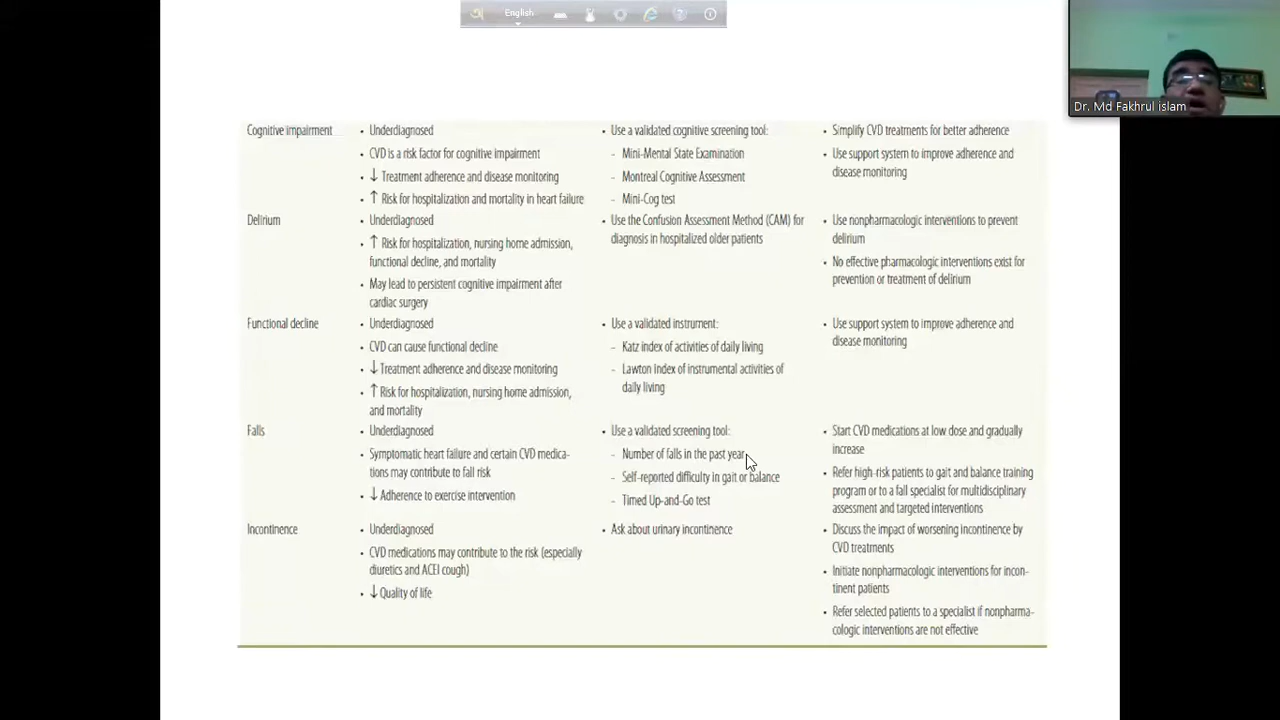 English
Dr. Md Fakhrul islam
Cognitive impairment
• Underdiagnosed
• CVD is a risk factor for cognitive impairment
• ↓ Treatment adherence and disease monitoring
• ↑ Risk for hospitalization and mortality in heart failure
• Use a validated cognitive screening tool:
- Mini-Mental State Examination
- Montreal Cognitive Assessment
- Mini-Cog test
• Simplify CVD treatments for better adherence
• Use support system to improve adherence and
disease monitoring
Delirium
• Underdiagnosed
• ↑ Risk for hospitalization, nursing home admission,
functional decline, and mortality
• May lead to persistent cognitive impairment after
cardiac surgery
• Use the Confusion Assessment Method (CAM) for
diagnosis in hospitalized older patients
• Use nonpharmacologic interventions to prevent
delirium
• No effective pharmacologic interventions exist for
prevention or treatment of delirium
Functional decline
• Underdiagnosed
• CVD can cause functional decline
• ↓ Treatment adherence and disease monitoring
• ↑ Risk for hospitalization, nursing home admission,
and mortality
• Use a validated instrument:
- Katz index of activities of daily living
- Lawton index of instrumental activities of
daily living
• Use support system to improve adherence and
disease monitoring
Falls
• Underdiagnosed
• Symptomatic heart failure and certain CVD medica-
tions may contribute to fall risk
• ↓ Adherence to exercise intervention
• Use a validated screening tool:
- Number of falls in the past year
- Self-reported difficulty in gait or balance
- Timed Up-and-Go test
• Start CVD medications at low dose and gradually
increase
• Refer high-risk patients to gait and balance training
program or to a fall specialist for multidisciplinary
assessment and targeted interventions
Incontinence
• Underdiagnosed
• CVD medications may contribute to the risk (especially
diuretics and ACEI cough)
• ↓ Quality of life
• Ask about urinary incontinence
• Discuss the impact of worsening incontinence by
CVD treatments
• Initiate nonpharmacologic interventions for incon-
tinent patients
• Refer selected patients to a specialist if nonpharma-
cologic interventions are not effective